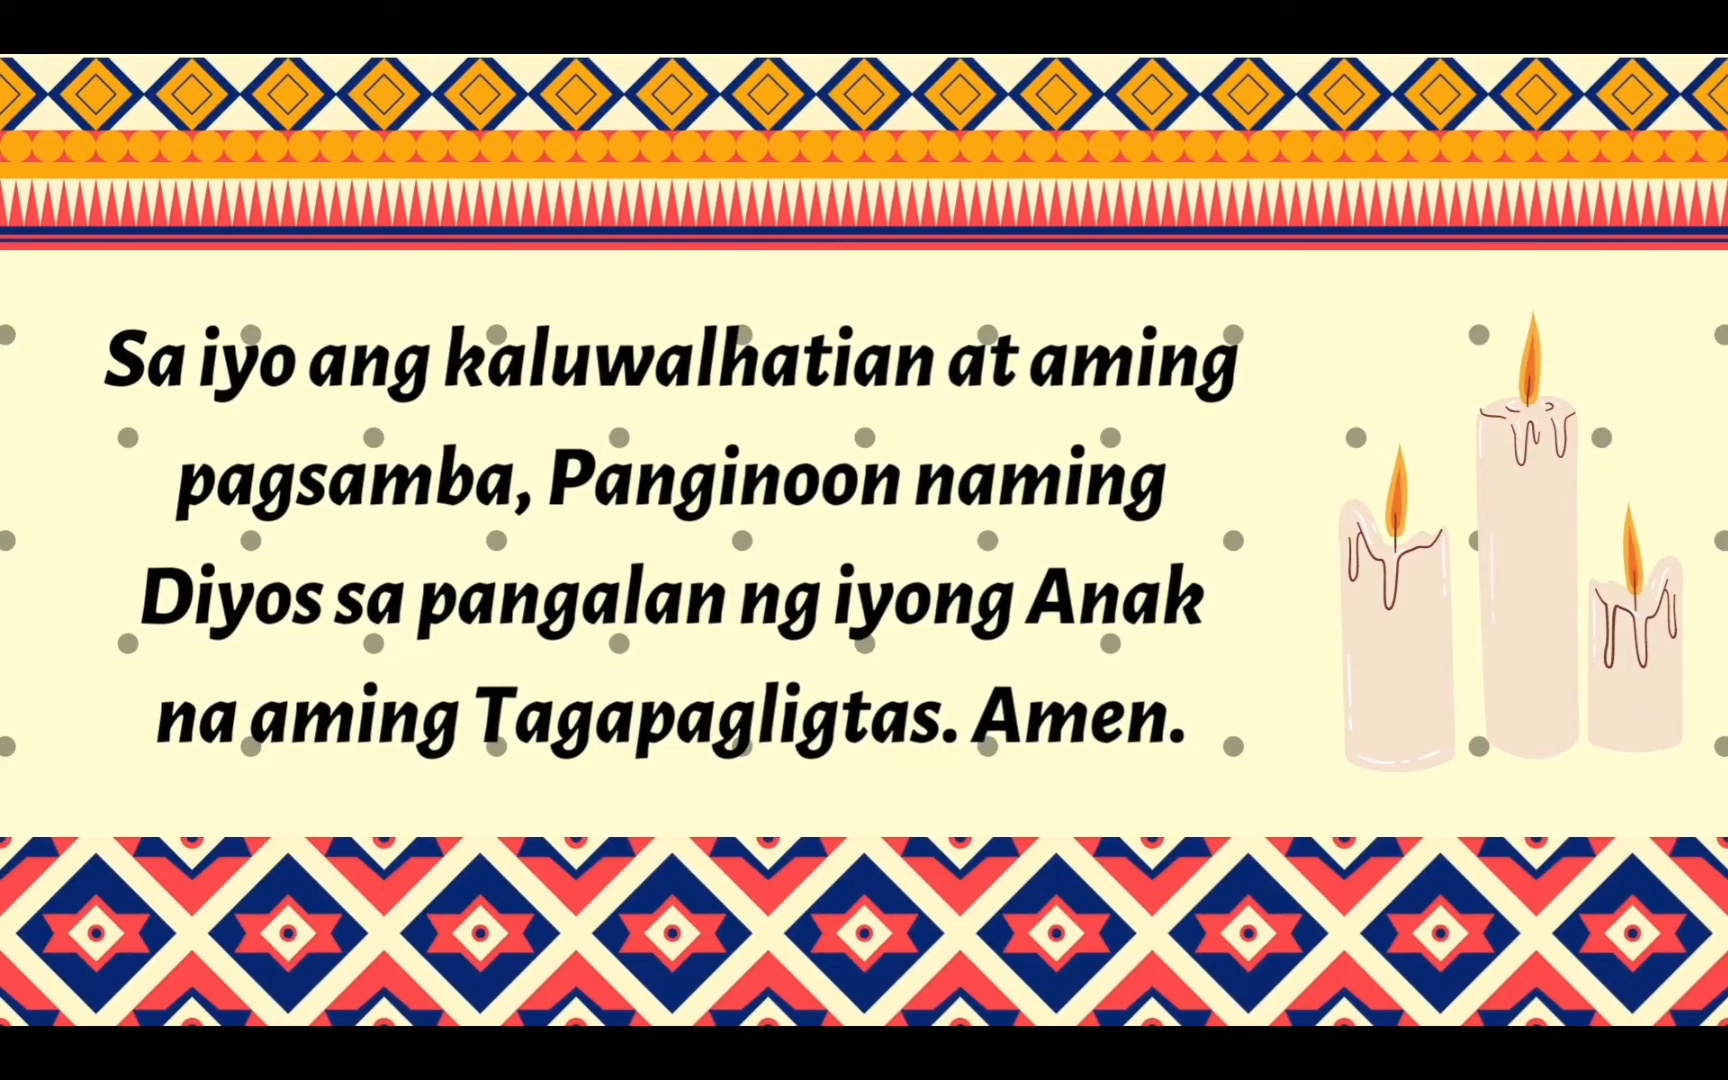 Sa iyo ang kaluwalhatian at aming
pagsamba, Panginoon naming
Diyos sa pangalan ng iyong Anak
na aming Tagapagligtas. Amen.